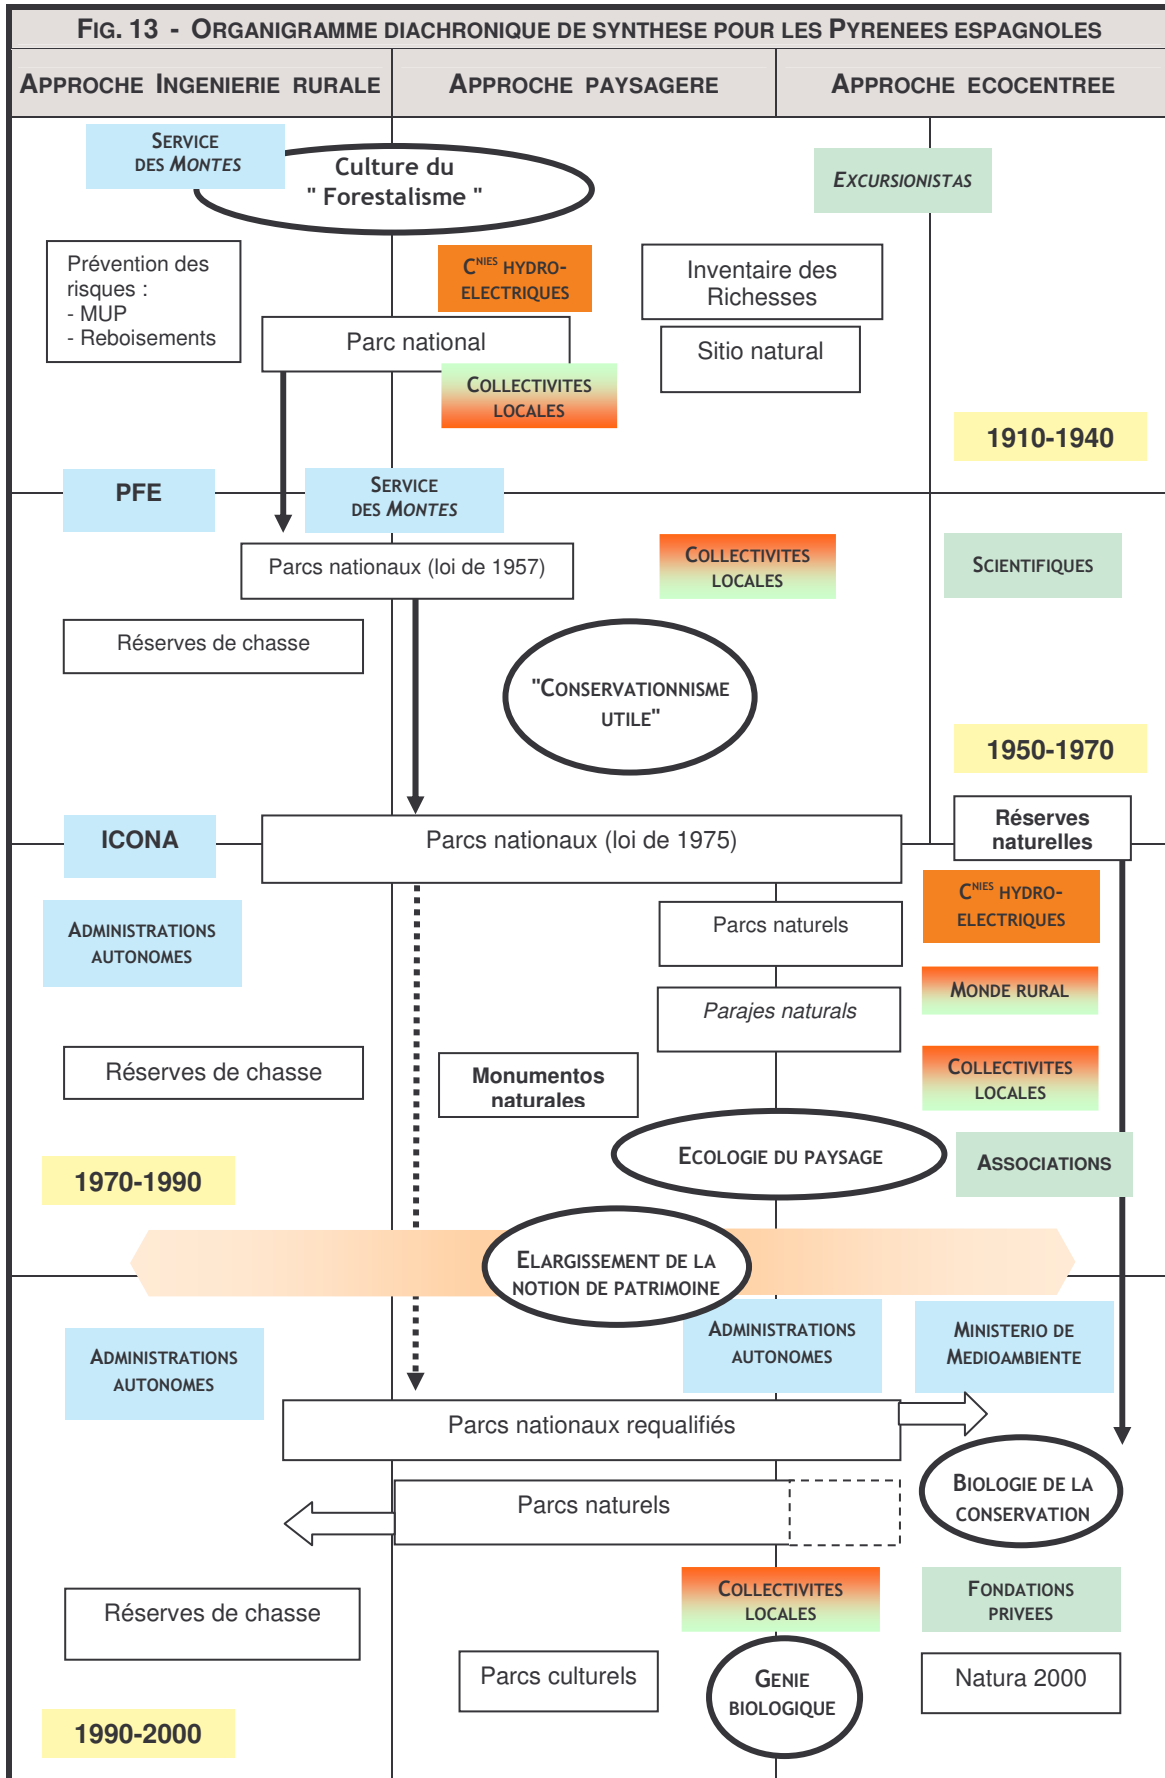 FIG. 13 - ORGANIGRAMME DIACHRONIQUE DE SYNTHESE POUR LES PYRENEES ESPAGNOLES
APPROCHE INGENIERIE RURALE
APPROCHE PAYSAGERE
APPROCHE ECOCENTREE
SERVICE
DES MONTES
Culture du
" Forestalisme "
EXCURSIONISTAS
Prévention des
risques :
- MUP
- Reboisements
CNIES HYDRO-
ELECTRIQUES
Inventaire des
Richesses
Parc national
Sitio natural
COLLECTIVITES
LOCALES
1910-1940
PFE
SERVICE
DES MONTES
Parcs nationaux (loi de 1957)
COLLECTIVITES
LOCALES
SCIENTIFIQUES
Réserves de chasse
"CONSERVATIONNISME
UTILE"
1950-1970
ICONA
Parcs nationaux (loi de 1975)
Réserves
naturelles
ADMINISTRATIONS
AUTONOMES
Parcs naturels
CNIES HYDRO-
ELECTRIQUES
Parajes naturals
MONDE RURAL
Réserves de chasse
Monumentos
naturales
COLLECTIVITES
LOCALES
ECOLOGIE DU PAYSAGE
ASSOCIATIONS
1970-1990
ELARGISSEMENT DE LA
NOTION DE PATRIMOINE
ADMINISTRATIONS
AUTONOMES
ADMINISTRATIONS
AUTONOMES
MINISTERIO DE
MEDIOAMBIENTE
Parcs nationaux requalifiés
Parcs naturels
BIOLOGIE DE LA
CONSERVATION
Réserves de chasse
COLLECTIVITES
LOCALES
FONDATIONS
PRIVEES
Parcs culturels
GENIE
BIOLOGIQUE
Natura 2000
1990-2000